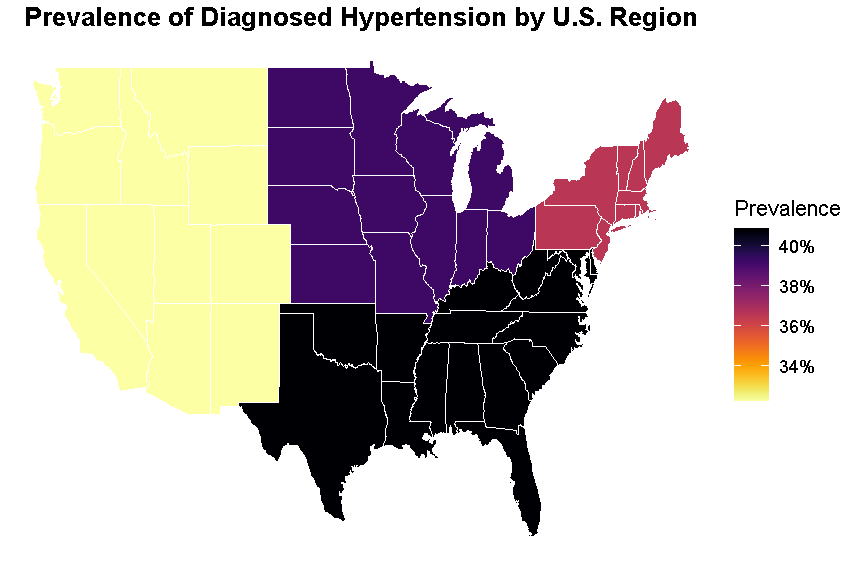 Prevalence of Diagnosed Hypertension by U.S. Region
Prevalence
40%
38%
36%
34%